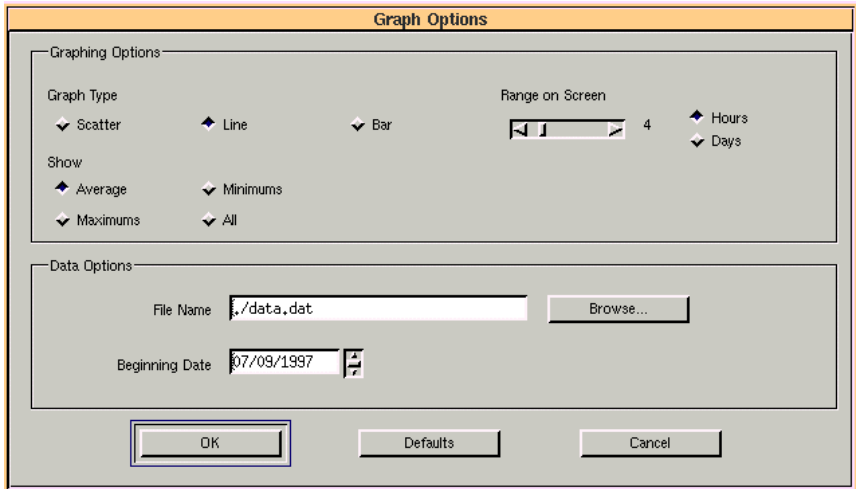 Graph Options
Graphing Options
Graph Type
Scatter
Line
Bar
Range on Screen
4
Hours
Days
Show
Average
Minimums
Maximums
All
Data Options
File Name
./data.dat
Browse...
Beginning Date
07/09/1997
OK
Defaults
Cancel